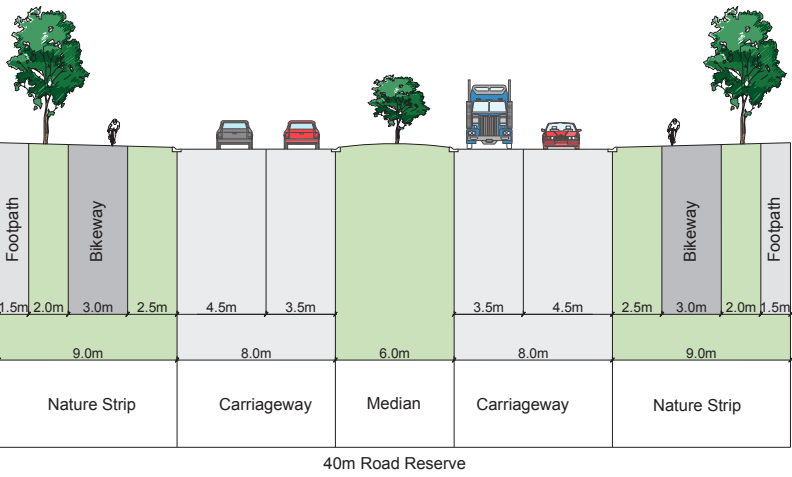 Footpath
Bikeway
Bikeway
Footpath
1.5m 2.0m 3.0m 2.5m 4.5m 3.5m 3.5m 4.5m 2.5m 3.0m 2.0m 1.5m
9.0m 8.0m 6.0m 8.0m 9.0m
Nature Strip Carriageway Median Carriageway Nature Strip
40m Road Reserve